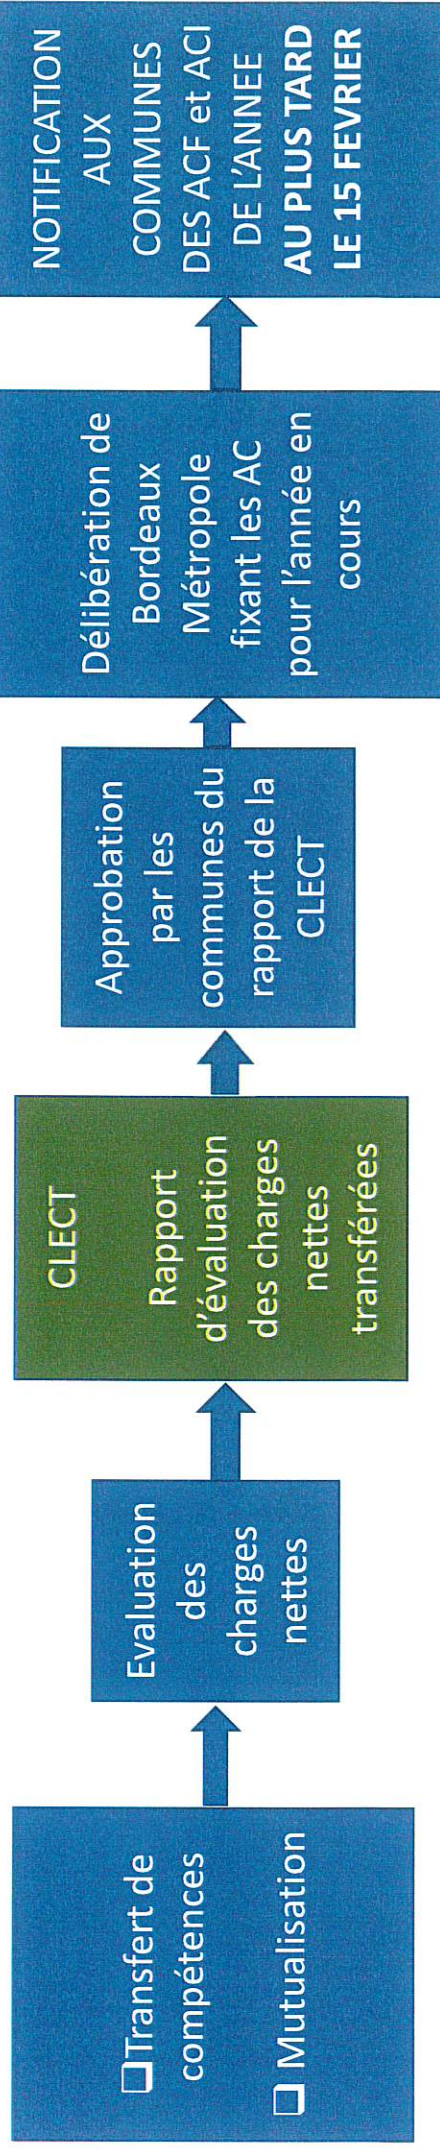 Transfert de
compétences
Mutualisation
Evaluation
des
charges
nettes
CLECT
Rapport
d'évaluation
des charges
nettes
transférées
Approbation
par les
communes du
rapport de la
CLECT
Délibération de
Bordeaux
Métropole
fixant les AC
pour l'année en
cours
NOTIFICATION
AUX
COMMUNES
DES ACF et ACI
DE L'ANNEE
AU PLUS TARD
LE 15 FEVRIER